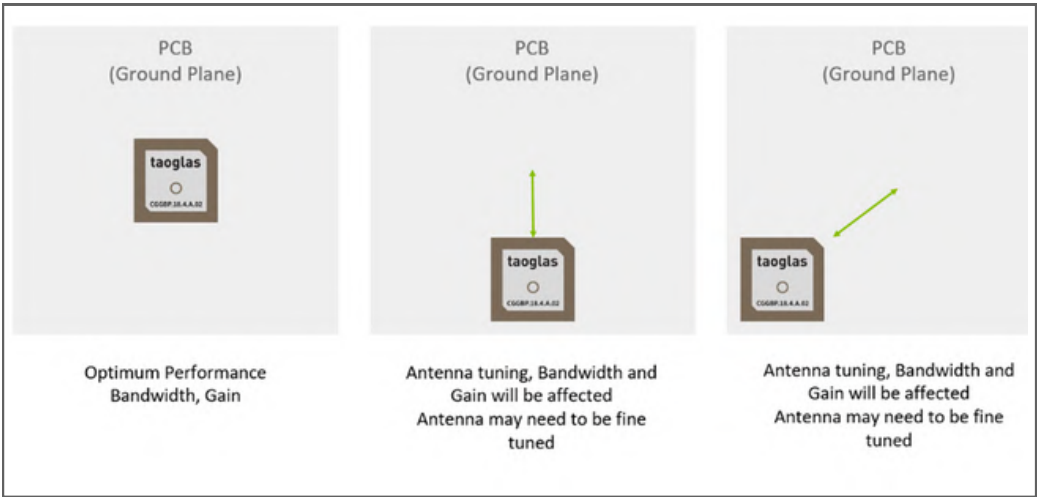 PCB
(Ground Plane)
taoglas
CGGBP.18.4.A.02
Optimum Performance
Bandwidth, Gain
PCB
(Ground Plane)
taoglas
CGGBP.18.4.A.02
Antenna tuning, Bandwidth and
Gain will be affected
Antenna may need to be fine
tuned
PCB
(Ground Plane)
taoglas
CGGBP.18.4.A.02
Antenna tuning, Bandwidth and
Gain will be affected
Antenna may need to be fine
tuned